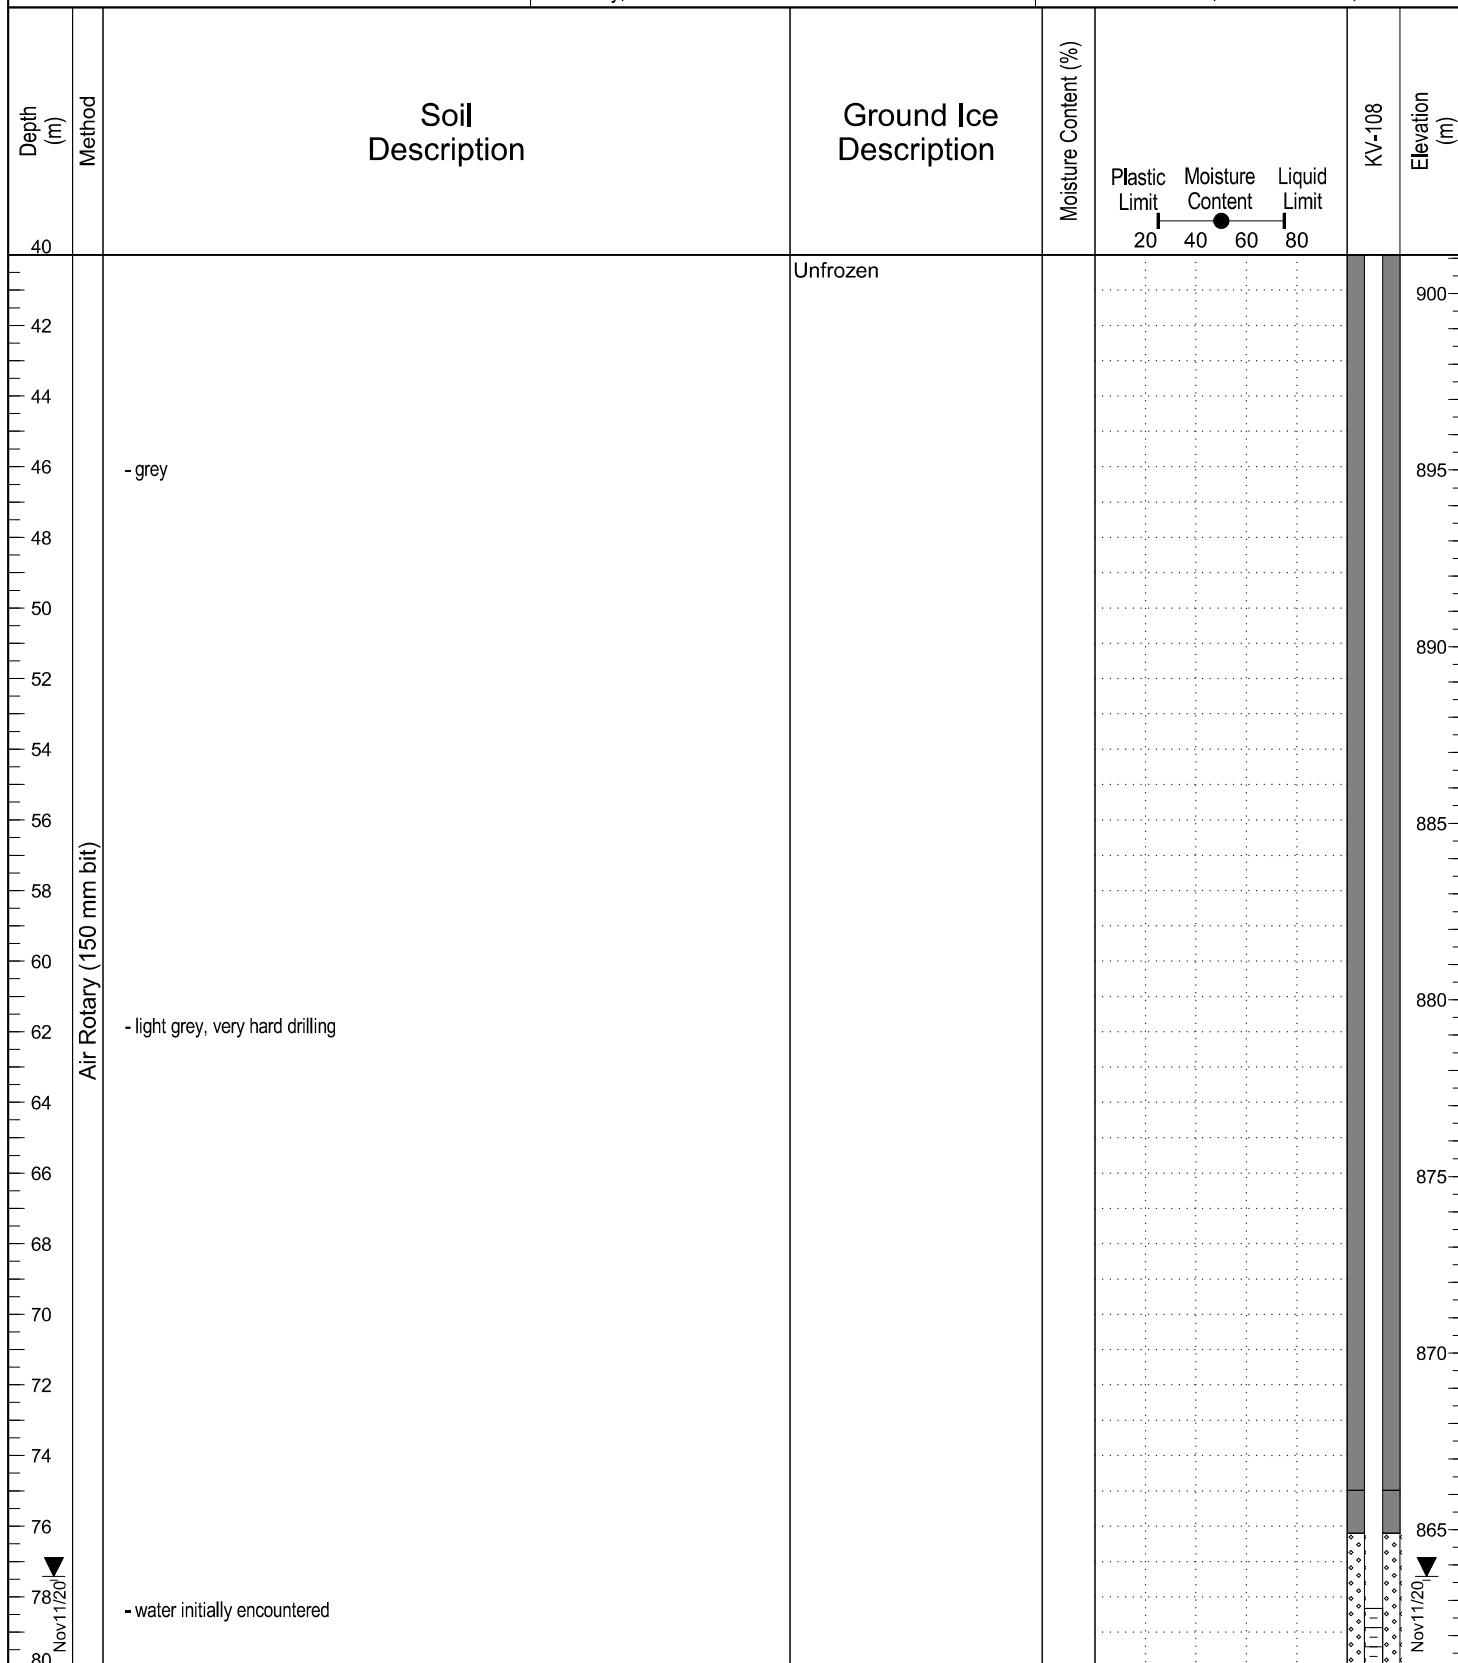 Depth
(m)
Method
Soil
Description
Ground Ice
Description
Moisture Content (%)
Plastic
Limit
Moisture
Content
Liquid
Limit
20 40 60 80
KV-108
Elevation
(m)
40
Unfrozen
900
42
44
46
- grey
895
48
50
890
52
54
56
885
Air Rotary (150 mm bit)
58
60
880
62
- light grey, very hard drilling
64
66
875
68
70
870
72
74
76
865
78
Nov11/20
- water initially encountered
Nov11/20
80